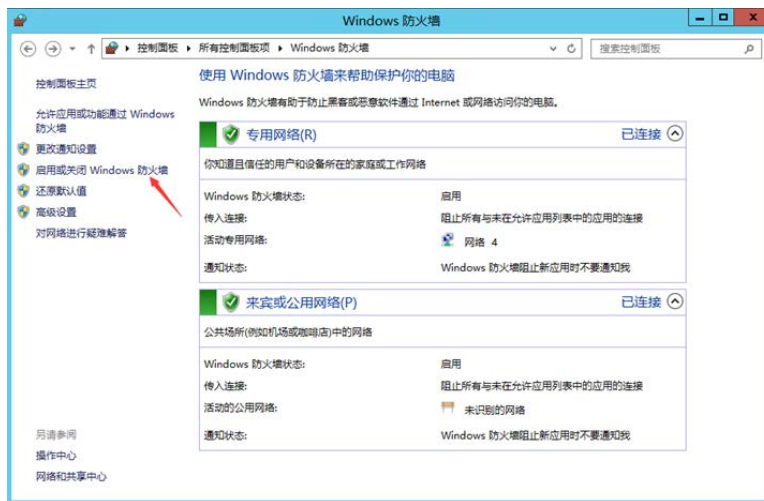 Windows 防火墙
控制面板 所有控制面板项 Windows 防火墙
搜索控制面板
控制面板主页
允许应用或功能通过 Windows
防火墙
更改通知设置
启用或关闭 Windows 防火墙
还原默认值
高级设置
对网络进行疑难解答
使用 Windows 防火墙来帮助保护你的电脑
Windows 防火墙有助于防止黑客或恶意软件通过 Internet 或网络访问你的电脑。
专用网络(R) 已连接
你知道且信任的用户和设备所在的家庭或工作网络
Windows 防火墙状态: 启用
传入连接: 阻止所有与未在允许应用列表中的应用的连接
活动专用网络: 网络 4
通知状态: Windows 防火墙阻止新应用时不要通知我
来宾或公用网络(P) 已连接
公共场所(例如机场或咖啡店)中的网络
Windows 防火墙状态: 启用
传入连接: 阻止所有与未在允许应用列表中的应用的连接
活动的公用网络: 未识别的网络
通知状态: Windows 防火墙阻止新应用时不要通知我
另请参阅
操作中心
网络和共享中心